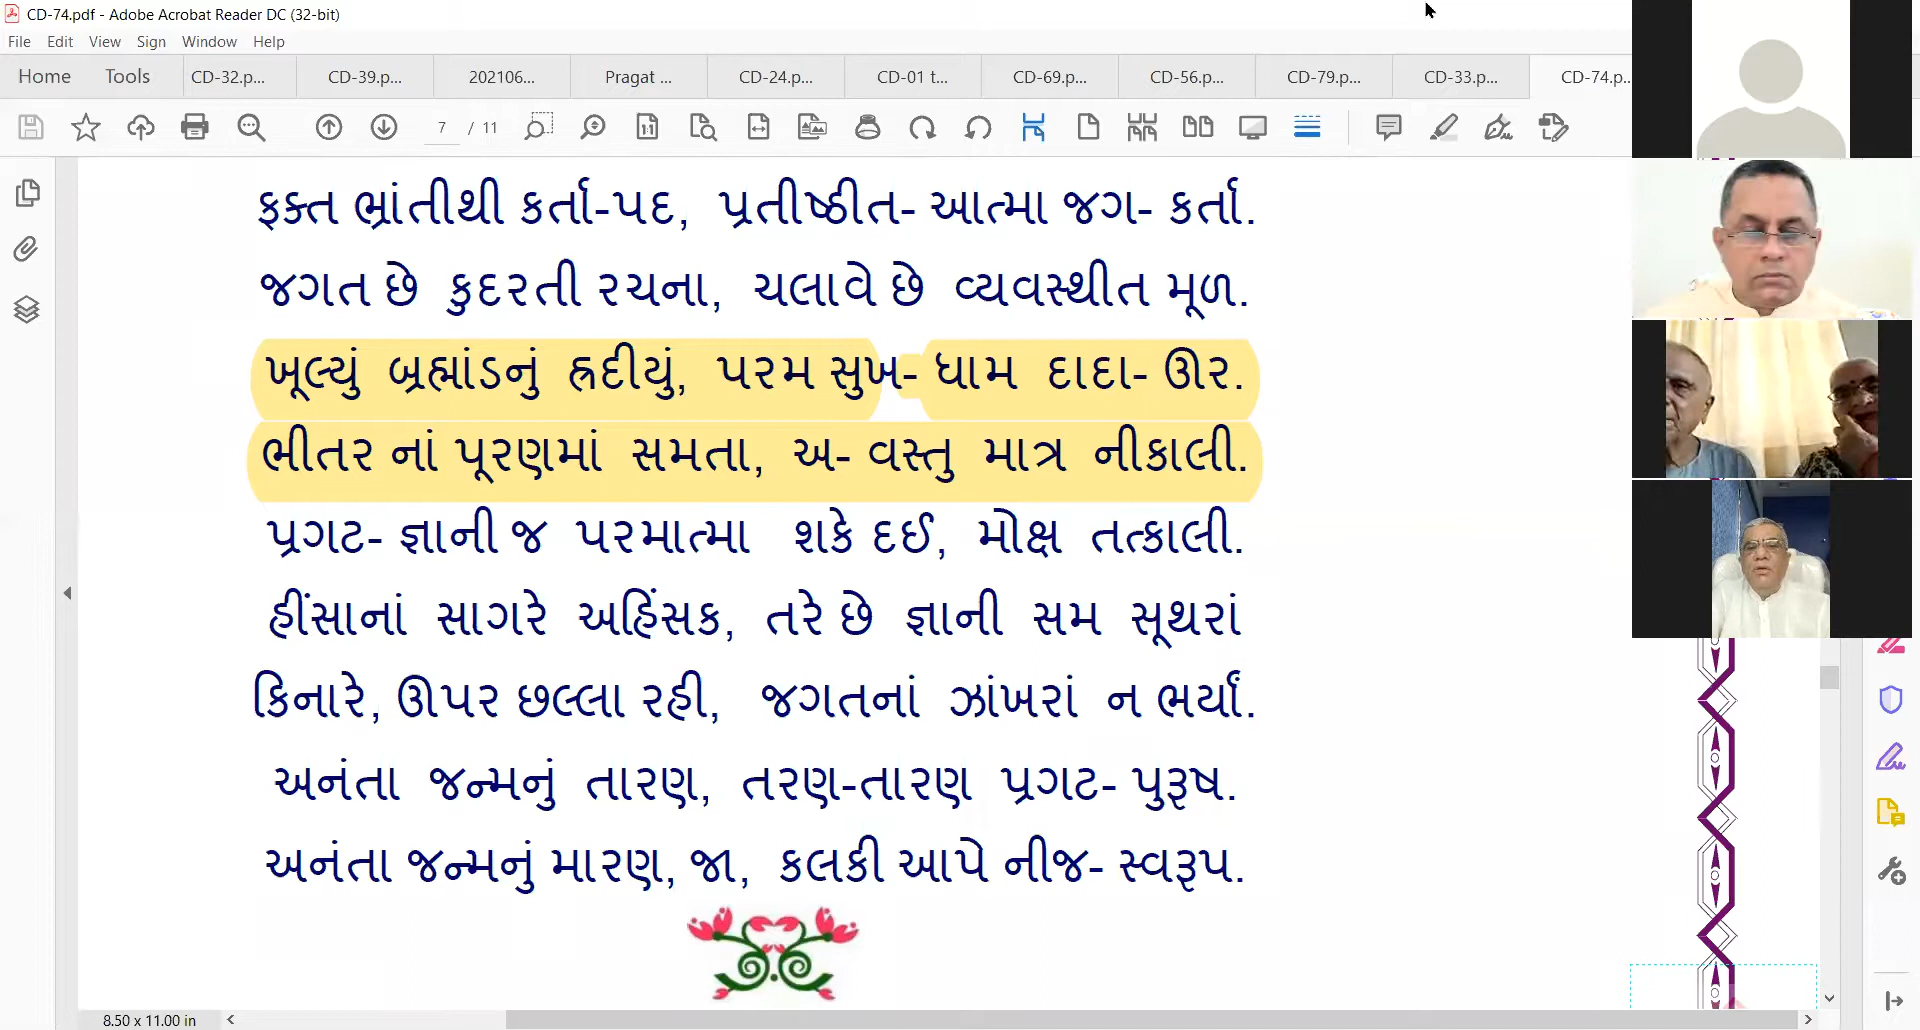 CD-74.pdf - Adobe Acrobat Reader DC (32-bit)
File Edit View Sign Window Help
Home Tools CD-32.p... CD-39.p... 202106... Pragat ... CD-24.p... CD-01 t... CD-69.p... CD-56.p... CD-79.p... CD-33.p... CD-74.p..
7 / 11
ફક્ત ભ્રાંતીથી કર્તા-પદ, પ્રતીષ્ઠીત- આત્મા જગ- કર્તા.
જગત છે કુદરતી રચના, ચલાવે છે વ્યવસ્થીત મૂળ.
ખૂલ્યું બ્રહ્માંડનું હ્રદીયું, પરમ સુખ- ધામ દાદા- ઊર.
ભીતર નાં પૂરણમાં સમતા, અ- વસ્તુ માત્ર નીકાલી.
પ્રગટ- જ્ઞાની જ પરમાત્મા શકે દઈ, મોક્ષ તત્કાલી.
હીંસાનાં સાગરે અહિંસક, તરે છે જ્ઞાની સમ સૂથરાં
કિનારે, ઊપર છલ્લા રહી, જગતનાં ઝાંખરાં ન ભર્યાં.
અનંતા જન્મનું તારણ, તરણ-તારણ પ્રગટ- પુરૂષ.
અનંતા જન્મનું મારણ, જા, કલકી આપે નીજ- સ્વરૂપ.
8.50 x 11.00 in